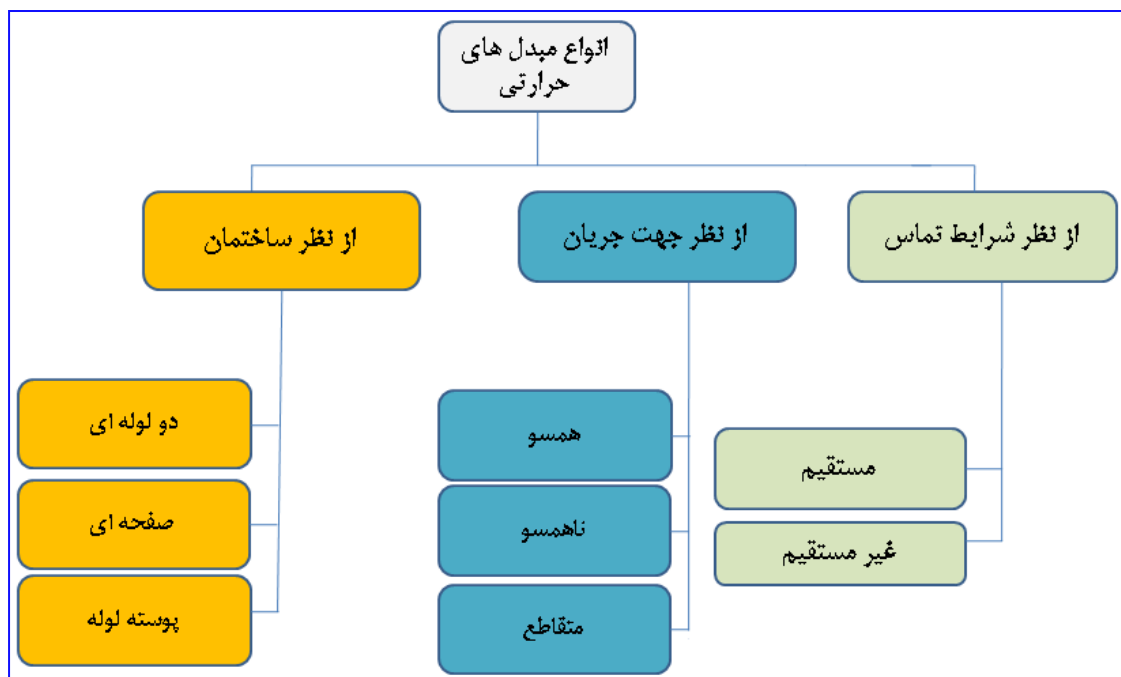 انواع مبدل های
حرارتی
از نظر شرایط تماس
از نظر جهت جریان
از نظر ساختمان
مستقیم
غیر مستقیم
همسو
ناهمسو
متقاطع
دو لوله ای
صفحه ای
پوسته لوله